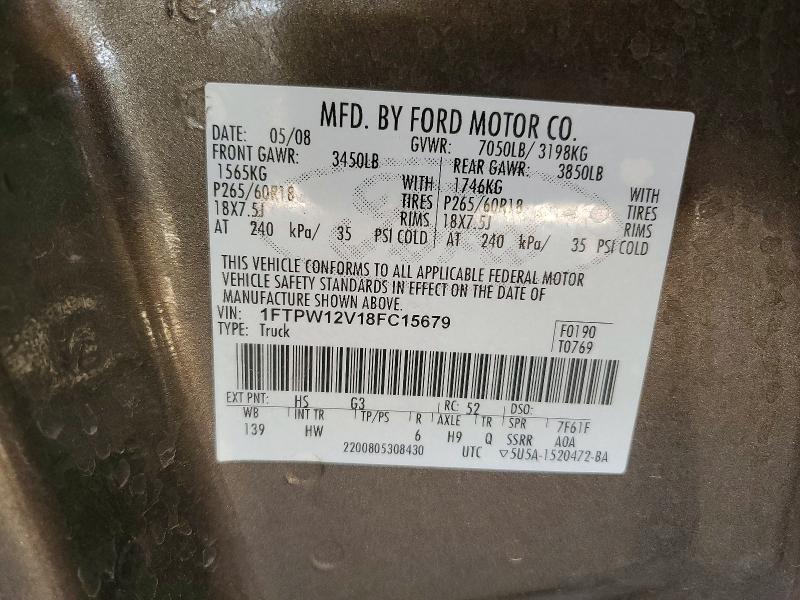 MFD. BY FORD MOTOR CO.
DATE: 05/08 GVWR: 7050LB/ 3198KG
FRONT GAWR: 3450LB REAR GAWR: 3850LB
1565KG WITH 1746KG WITH
P265/60R18 TIRES P265/60R18 TIRES
18X7.5J RIMS 18X7.5J RIMS
AT 240 kPa/ 35 PSI COLD AT 240 kPa/ 35 PSI COLD
THIS VEHICLE CONFORMS TO ALL APPLICABLE FEDERAL MOTOR
VEHICLE SAFETY STANDARDS IN EFFECT ON THE DATE OF
MANUFACTURE SHOWN ABOVE.
VIN: 1FTPW12V18FC15679
TYPE: Truck F0190
T0769
EXT PNT: HS G3 RC: 52 DSO:
WB INT TR TP/PS R AXLE TR SPR 7F61F
139 HW 6 H9 Q SSRR A0A
2200805308430 UTC ▽5U5A-1520472-BA